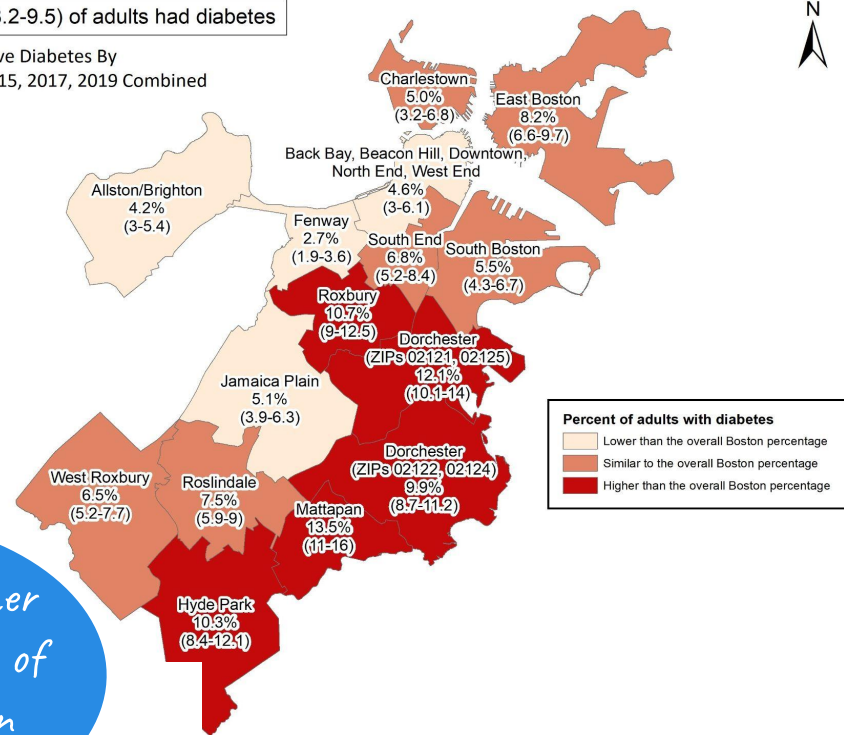 3.2-9.5) of adults had diabetes
ve Diabetes By
15, 2017, 2019 Combined
N
Charlestown
5.0%
(3.2-6.8)
East Boston
8.2%
(6.6-9.7)
Back Bay, Beacon Hill, Downtown,
North End, West End
4.6%
(3-6.1)
Allston/Brighton
4.2%
(3-5.4)
Fenway
2.7%
(1.9-3.6)
South End
6.8%
(5.2-8.4)
South Boston
5.5%
(4.3-6.7)
Roxbury
10.7%
(9-12.5)
Dorchester
(ZIPs 02121, 02125)
12.1%
(10.1-14)
Jamaica Plain
5.1%
(3.9-6.3)
Percent of adults with diabetes
Lower than the overall Boston percentage
Similar to the overall Boston percentage
Higher than the overall Boston percentage
Dorchester
(ZIPs 02122, 02124)
9.9%
(8.7-11.2)
West Roxbury
6.5%
(5.2-7.7)
Roslindale
7.5%
(5.9-9)
Mattapan
13.5%
(11-16)
Hyde Park
10.3%
(8.4-12.1)
er
of
n